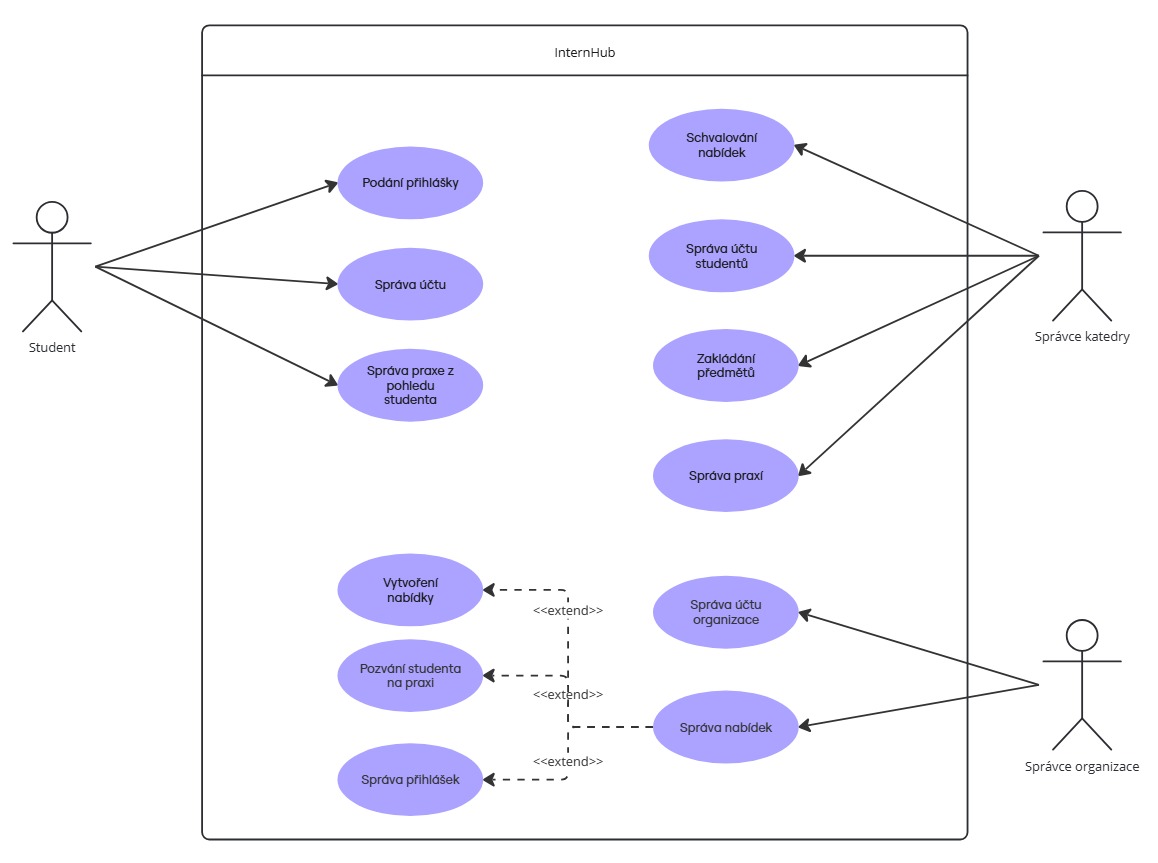 InternHub
Podání přihlášky
Správa účtu
Správa praxe z
pohledu
studenta
Student
Schvalování
nabídek
Správa účtu
studentů
Zakládání
předmětů
Správa praxí
Správce katedry
Vytvoření
nabídky
<<extend>>
Pozvání studenta
na praxi
<<extend>>
Správa přihlášek
<<extend>>
Správa účtu
organizace
Správa nabídek
Správce organizace